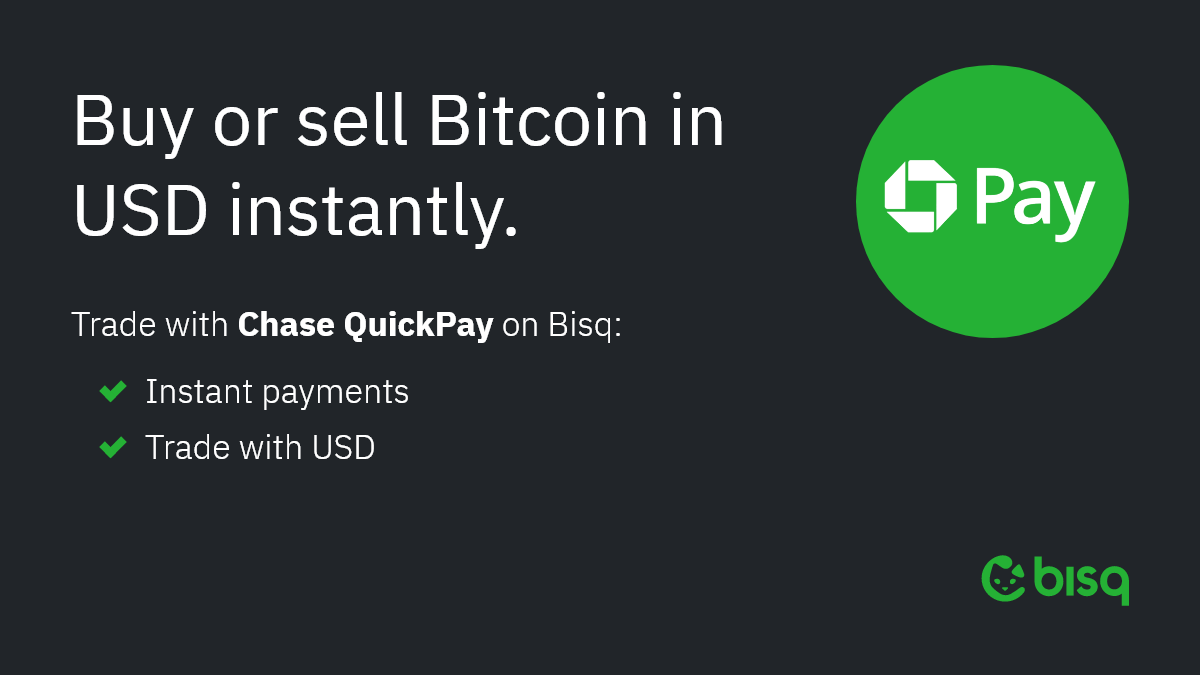 Buy or sell Bitcoin in
USD instantly.
Pay
Trade with Chase QuickPay on Bisq:
Instant payments
Trade with USD
bisq